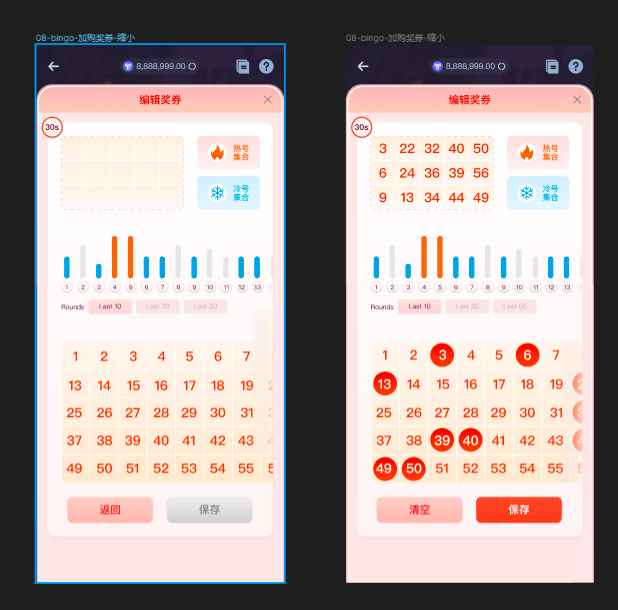 08-bingo-加购奖券-缩小
8,888,999.00
编辑奖券
30s
热号
集合
冷号
集合
1 2 3 4 5 6 7 8 9 10 11 12 13
Rounds Last 10 Last 20 Last 50
1 2 3 4 5 6 7
13 14 15 16 17 18 19 2
25 26 27 28 29 30 31
37 38 39 40 41 42 43
49 50 51 52 53 54 55
返回 保存
08-bingo-加购奖券-缩小
8,888,999.00
编辑奖券
30s
3 22 32 40 50
6 24 36 39 56
9 13 34 44 49
热号
集合
冷号
集合
1 2 3 4 5 6 7 8 9 10 11 12 13
Rounds Last 10 Last 20 Last 50
1 2 3 4 5 6 7
13 14 15 16 17 18 19
25 26 27 28 29 30 31
37 38 39 40 41 42 43
49 50 51 52 53 54 55
清空 保存